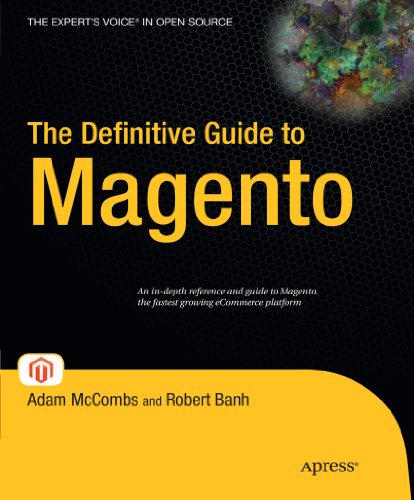 THE EXPERT'S VOICE® IN OPEN SOURCE
The Definitive Guide to
Magento
An in-depth reference and guide to Magento,
the fastest growing eCommerce platform
Adam McCombs and Robert Banh
Apress®